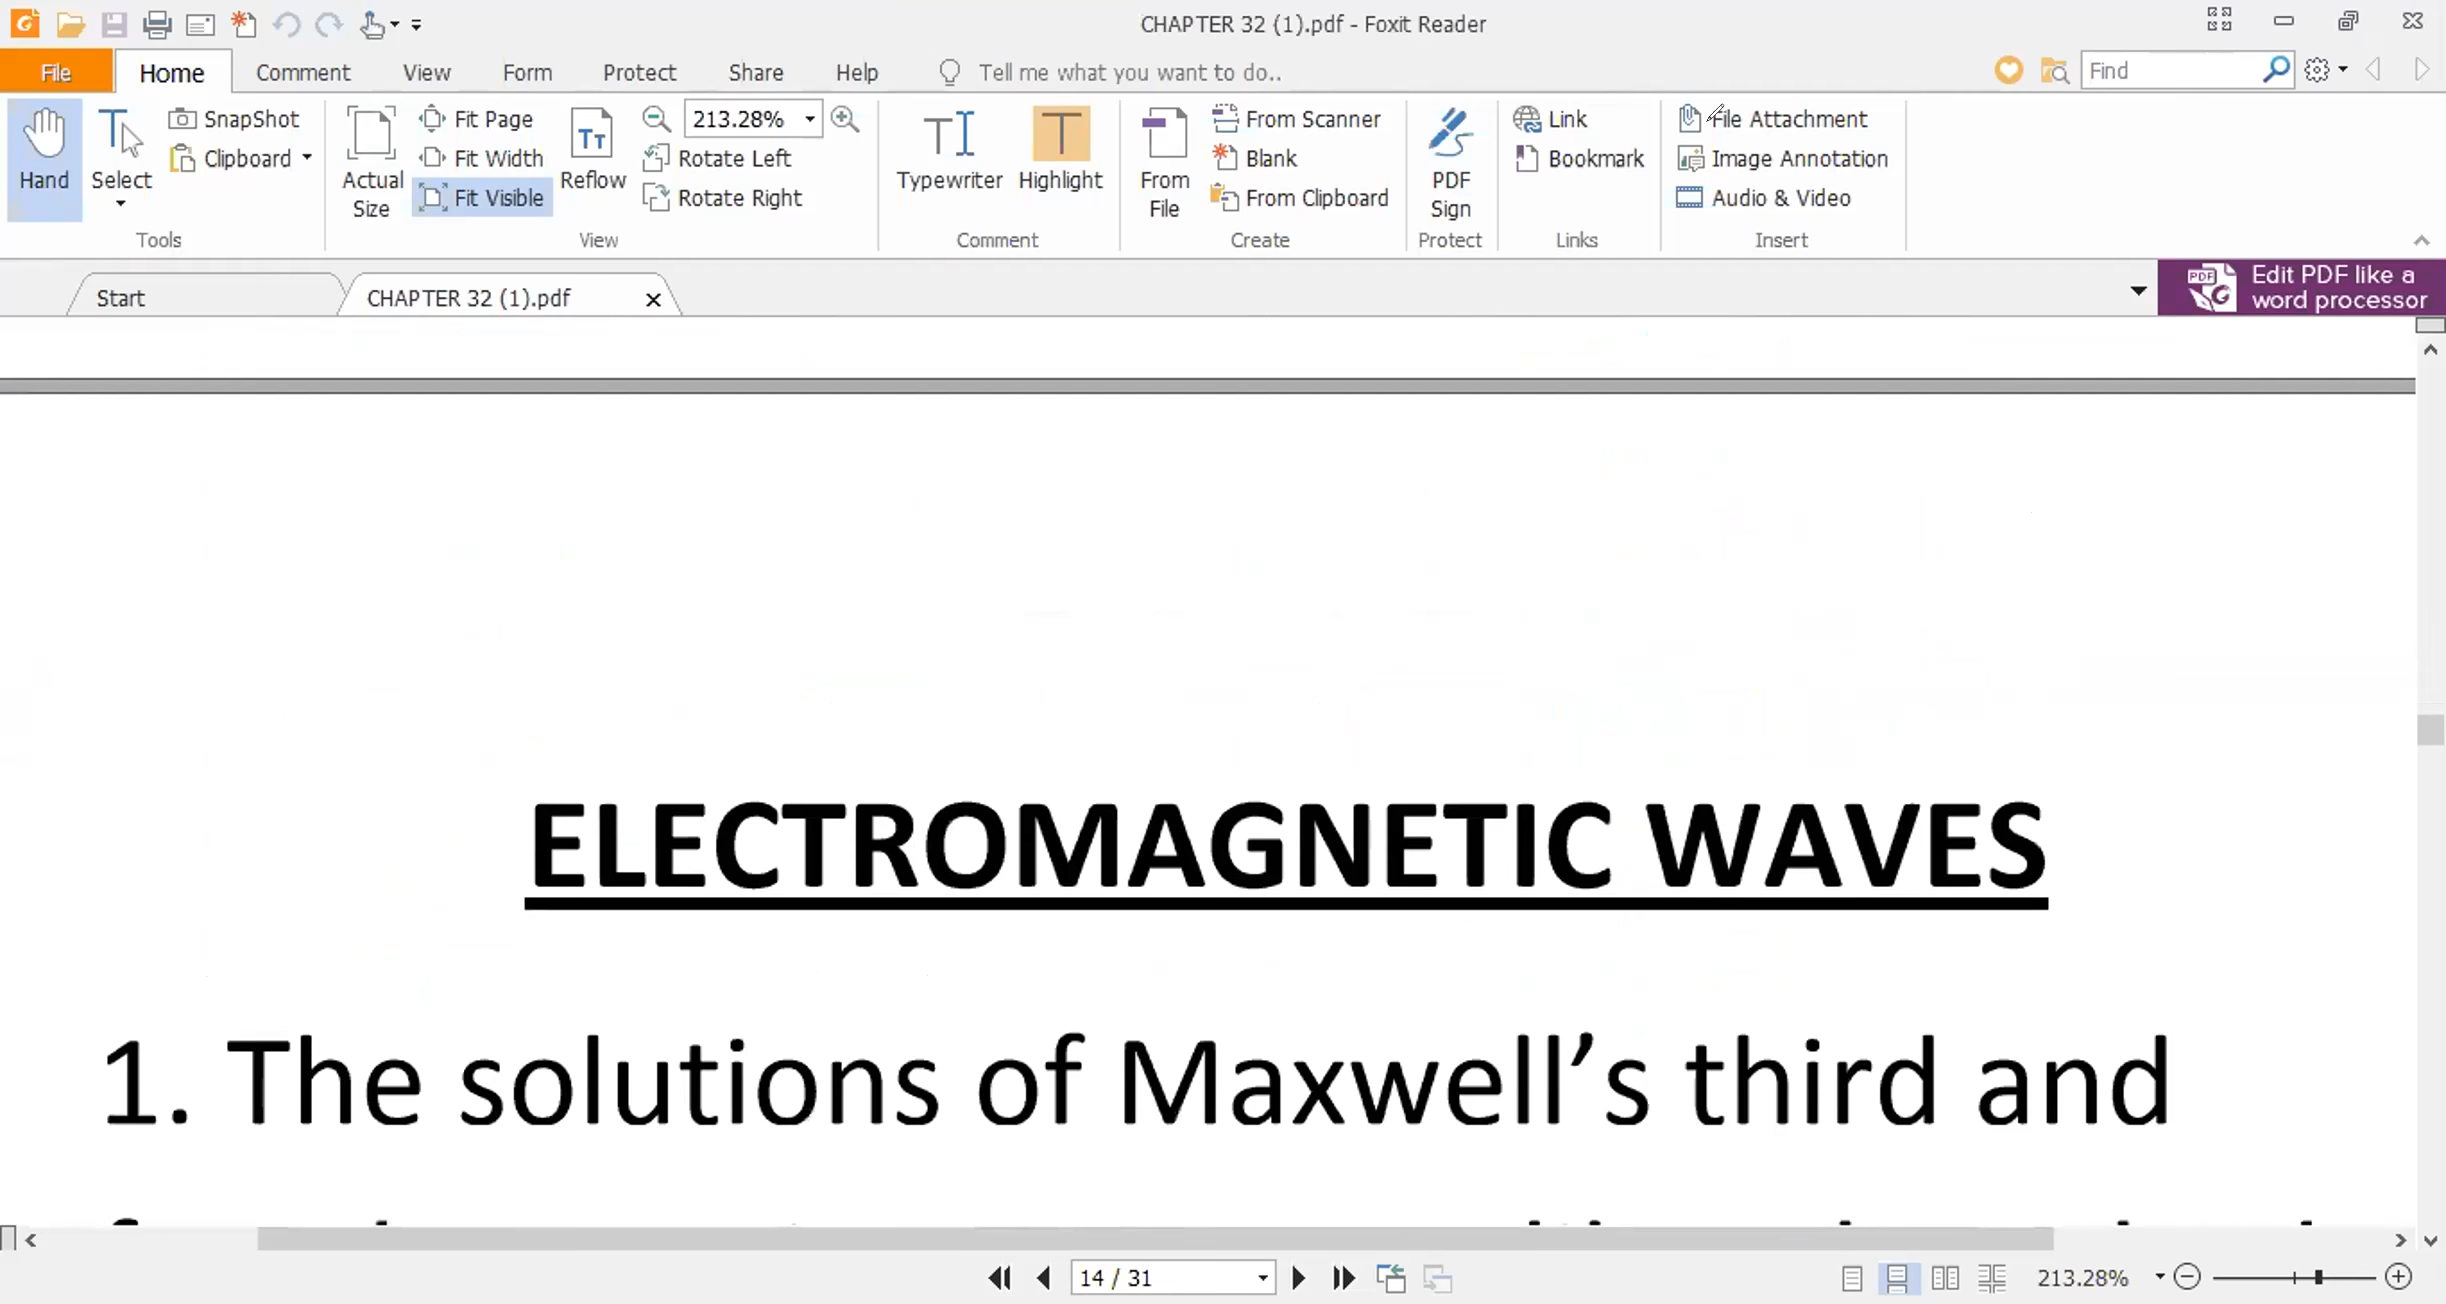 CHAPTER 32 (1).pdf - Foxit Reader
File Home Comment View Form Protect Share Help Tell me what you want to do.. Find
Hand
Select
SnapShot
Clipboard
Tools
Actual Size
Fit Page
Fit Width
Fit Visible
Reflow
213.28%
Rotate Left
Rotate Right
View
Typewriter
Highlight
Comment
From File
From Scanner
Blank
From Clipboard
Create
PDF Sign
Protect
Link
Bookmark
Links
File Attachment
Image Annotation
Audio & Video
Insert
Start
CHAPTER 32 (1).pdf
PDF
Edit PDF like a
word processor
ELECTROMAGNETIC WAVES
1. The solutions of Maxwell’s third and
14 / 31
213.28%